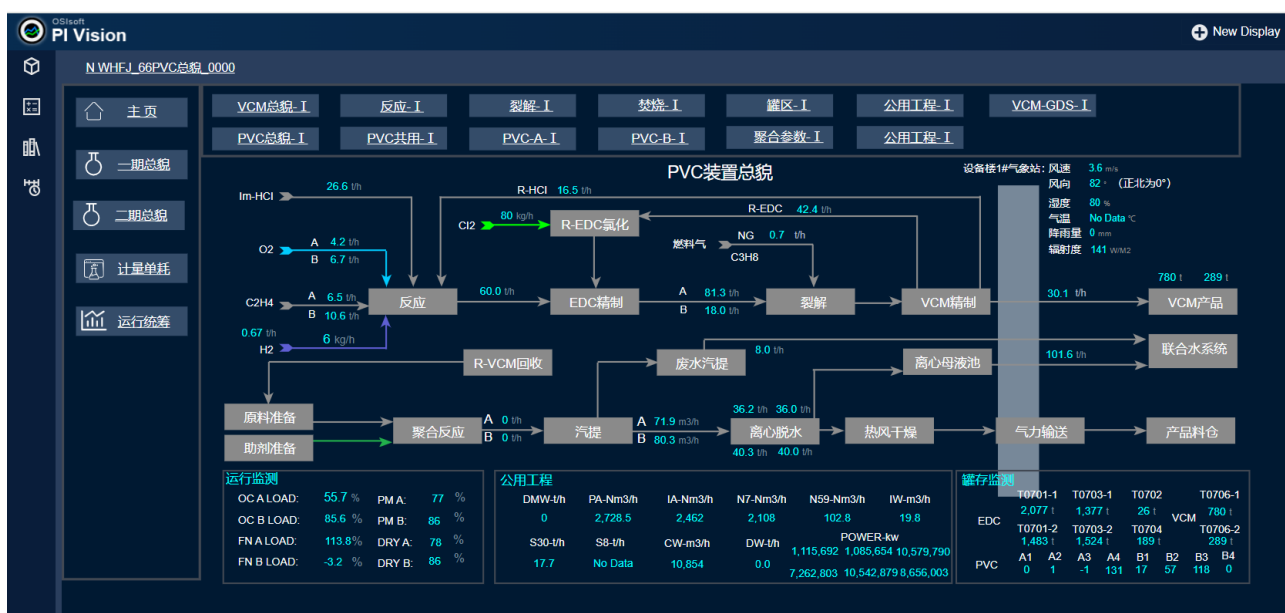 OSIsoft
PI Vision
New Display
N.WHFJ_66PVC总貌_0000
主页
一期总貌
二期总貌
计量单耗
运行统筹
VCM总貌-Ⅰ 反应-Ⅰ 裂解-Ⅰ 焚烧-Ⅰ 罐区-Ⅰ 公用工程-Ⅰ VCM-GDS-Ⅰ
PVC总貌-Ⅰ PVC共用-Ⅰ PVC-A-Ⅰ PVC-B-Ⅰ 聚合参数-Ⅰ 公用工程-Ⅰ
PVC装置总貌
设备楼1#气象站: 风速 3.6 m/s
风向 82 ° (正北为0°)
湿度 80 %
气温 No Data ℃
降雨量 0 mm
辐射度 141 W/M2
Im-HCl 26.6 t/h
R-HCl 16.5 t/h
R-EDC 42.4 t/h
Cl2 80 kg/h R-EDC氯化
O2 A 4.2 t/h
B 6.7 t/h
燃料气 NG 0.7 t/h
C3H8
C2H4 A 6.5 t/h
B 10.6 t/h
反应 60.0 t/h EDC精制 A 81.3 t/h
B 18.0 t/h
裂解 VCM精制 30.1 t/h
780 t 289 t
VCM产品
0.67 t/h
H2 6 kg/h
R-VCM回收 废水汽提 8.0 t/h 离心母液池 101.6 t/h 联合水系统
原料准备
助剂准备
聚合反应 A 0 t/h
B 0 t/h
汽提 A 71.9 m3/h
B 80.3 m3/h
36.2 t/h 36.0 t/h
离心脱水
40.3 t/h 40.0 t/h
热风干燥 气力输送 产品料仓
运行监测
OC A LOAD: 55.7 % PM A: 77 %
OC B LOAD: 85.6 % PM B: 86 %
FN A LOAD: 113.8% DRY A: 78 %
FN B LOAD: -3.2 % DRY B: 86 %
公用工程
DMW-t/h PA-Nm3/h IA-Nm3/h N7-Nm3/h N59-Nm3/h IW-m3/h
0 2,728.5 2,462 2,108 102.8 19.8
S30-t/h S8-t/h CW-m3/h DW-t/h POWER-kw
17.7 No Data 10,854 0.0 1,115,692 1,085,654 10,579,790
7,262,803 10,542,879 8,656,003
罐存监测
T0701-1 T0703-1 T0702 T0706-1
EDC 2,077 t 1,377 t 26 t VCM 780 t
T0701-2 T0703-2 T0704 T0706-2
1,483 t 1,524 t 189 t 289 t
PVC A1 A2 A3 A4 B1 B2 B3 B4
0 1 -1 131 17 57 118 0